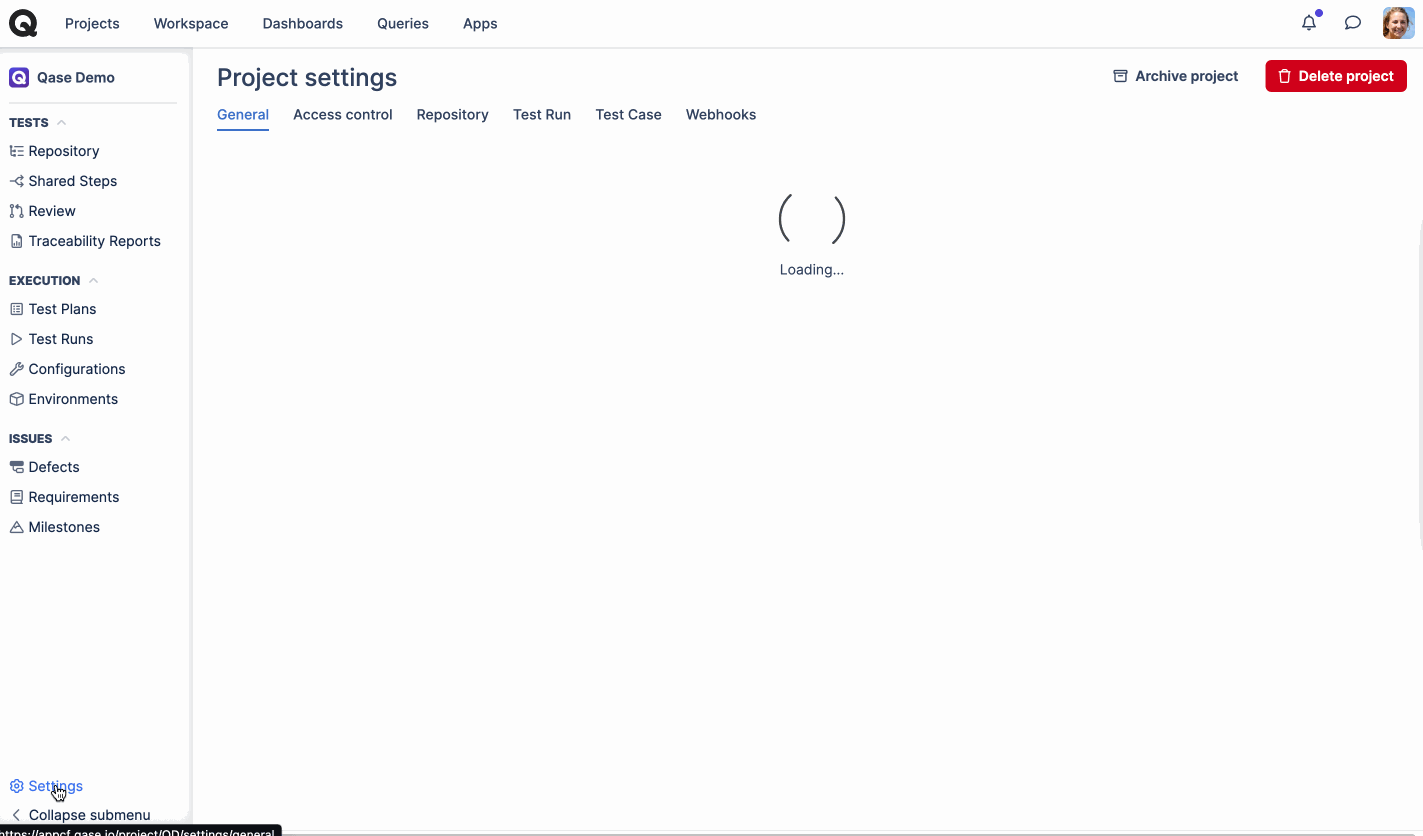 Projects Workspace Dashboards Queries Apps
Qase Demo
TESTS
Repository
Shared Steps
Review
Traceability Reports
EXECUTION
Test Plans
Test Runs
Configurations
Environments
ISSUES
Defects
Requirements
Milestones
Settings
Collapse submenu
https://appcf.qase.io/project/QD/settings/general
Project settings
Archive project
Delete project
General Access control Repository Test Run Test Case Webhooks
Loading...